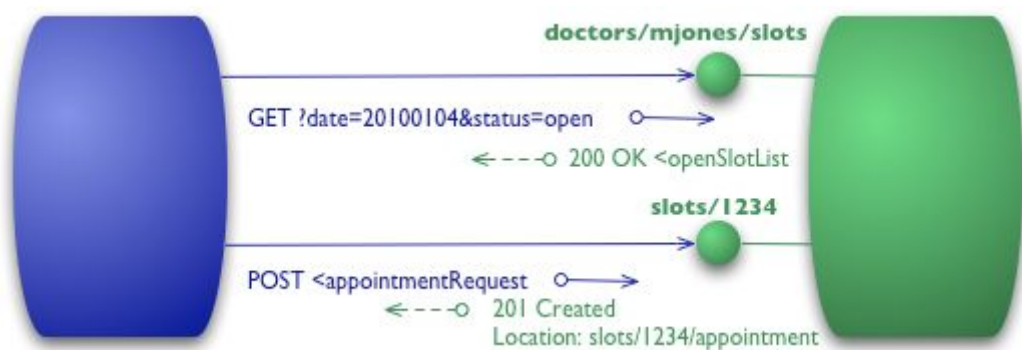 doctors/mjones/slots
GET ?date=20100104&status=open
200 OK <openSlotList
slots/1234
POST <appointmentRequest
201 Created
Location: slots/1234/appointment